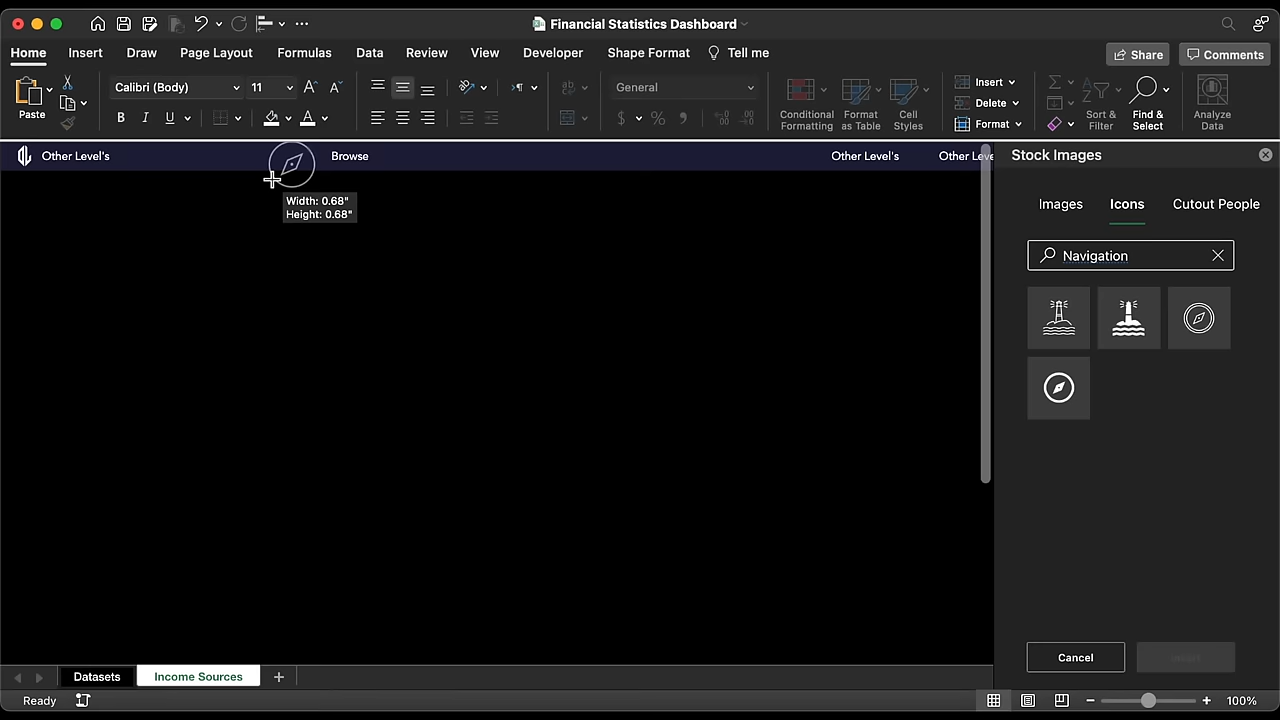 Financial Statistics Dashboard
Home Insert Draw Page Layout Formulas Data Review View Developer Shape Format Tell me Share Comments
Paste
Calibri (Body) 11
B I U
General
$ % 9
Conditional Formatting
Format as Table
Cell Styles
Insert
Delete
Format
Sort & Filter
Find & Select
Analyze Data
Other Level's Browse Other Level's Other Leve
Width: 0.68"
Height: 0.68"
Stock Images
Images Icons Cutout People
Navigation
Cancel
Datasets Income Sources +
Ready
100%